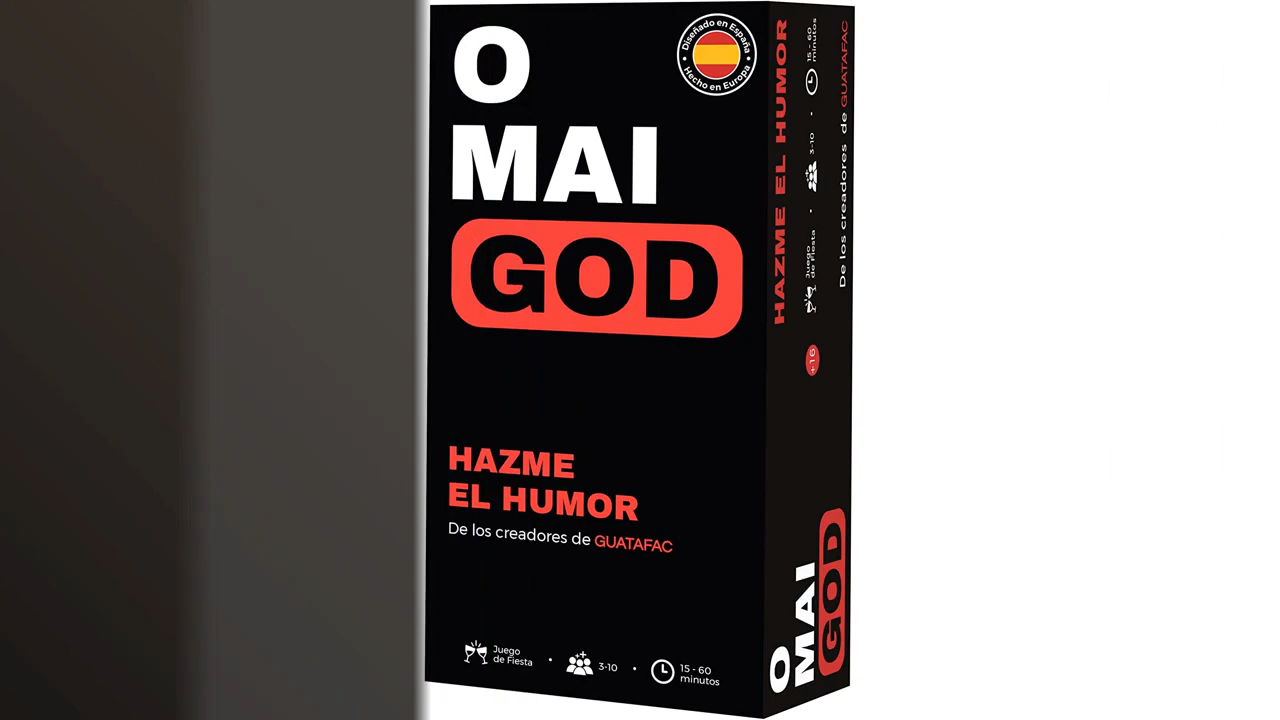 O
MAI
GOD
Diseñado en España
Hecho en Europa
HAZME
EL HUMOR
De los creadores de GUATAFAC
Juego
de Fiesta
3-10
15 - 60
minutos
HAZME EL HUMOR
Juego
de Fiesta
3-10
15 - 60
minutos
De los creadores de GUATAFAC
+16
O
MAI
GOD